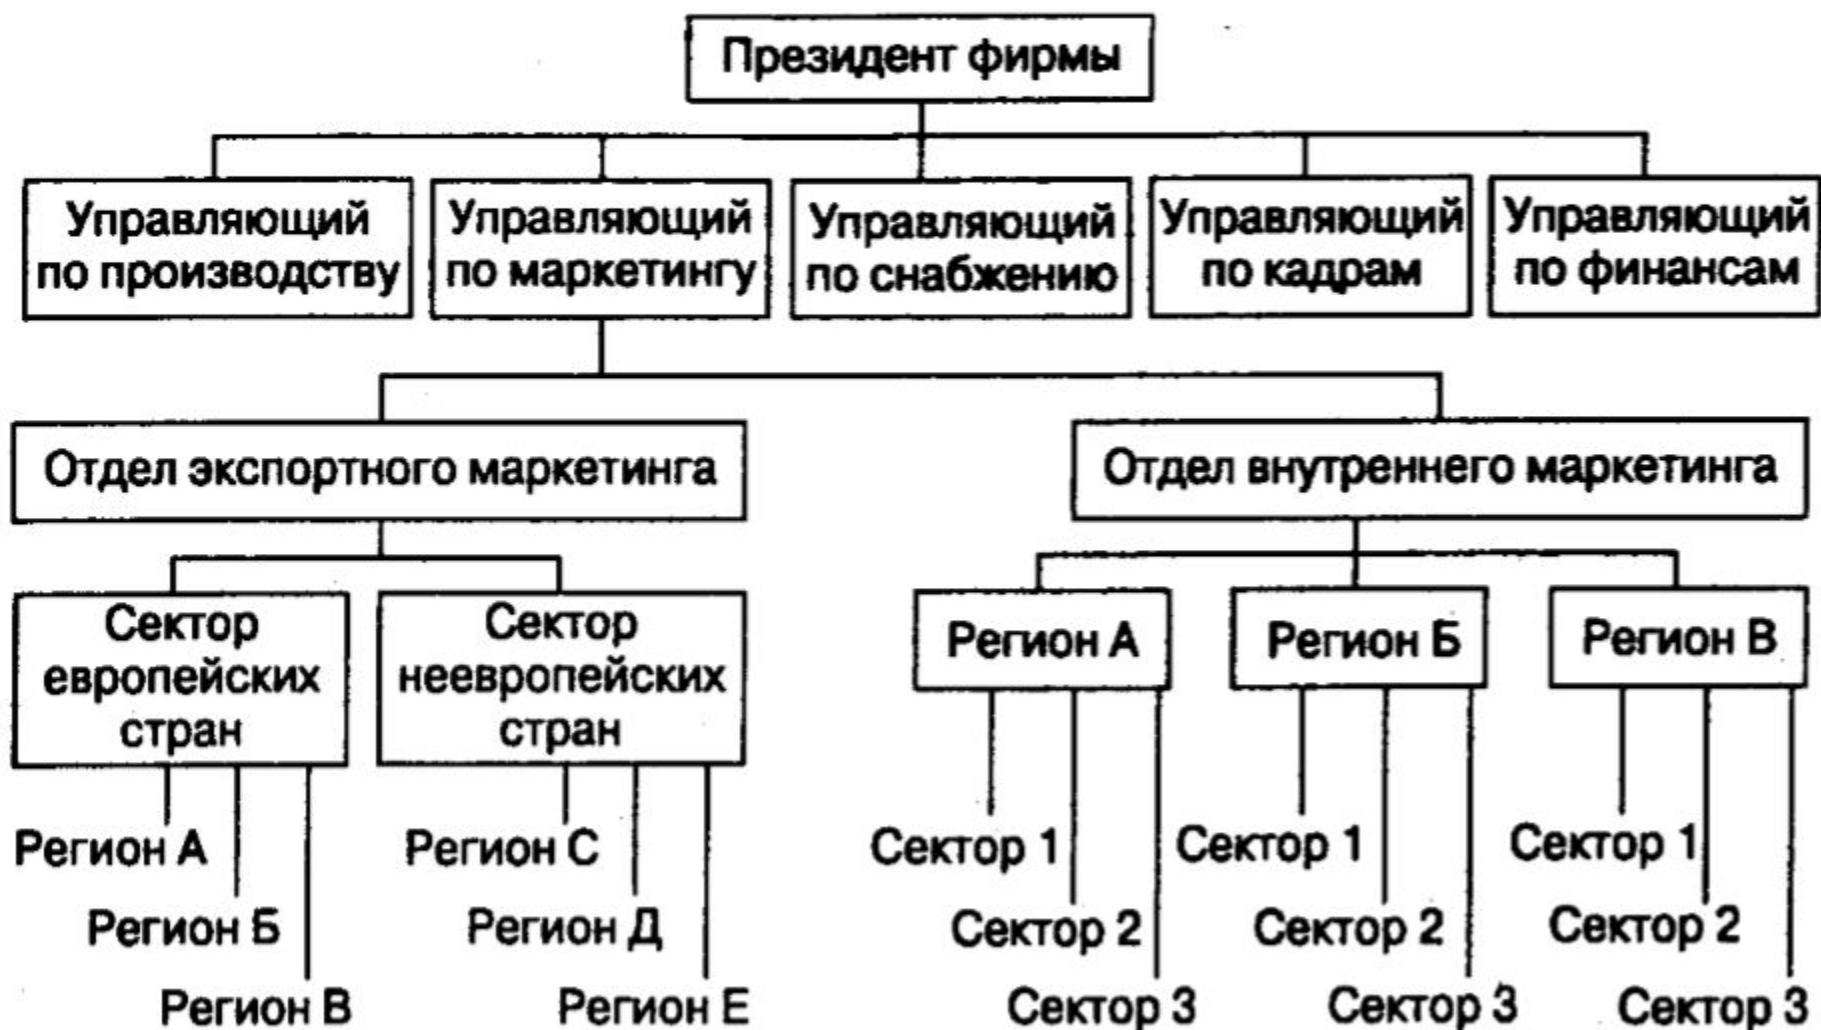 Президент фирмы
Управляющий
по производству
Управляющий
по маркетингу
Управляющий
по снабжению
Управляющий
по кадрам
Управляющий
по финансам
Отдел экспортного маркетинга
Отдел внутреннего маркетинга
Сектор
европейских
стран
Сектор
неевропейских
стран
Регион А
Регион Б
Регион В
Регион А
Регион Б
Регион В
Регион С
Регион Д
Регион Е
Сектор 1
Сектор 2
Сектор 3
Сектор 1
Сектор 2
Сектор 3
Сектор 1
Сектор 2
Сектор 3